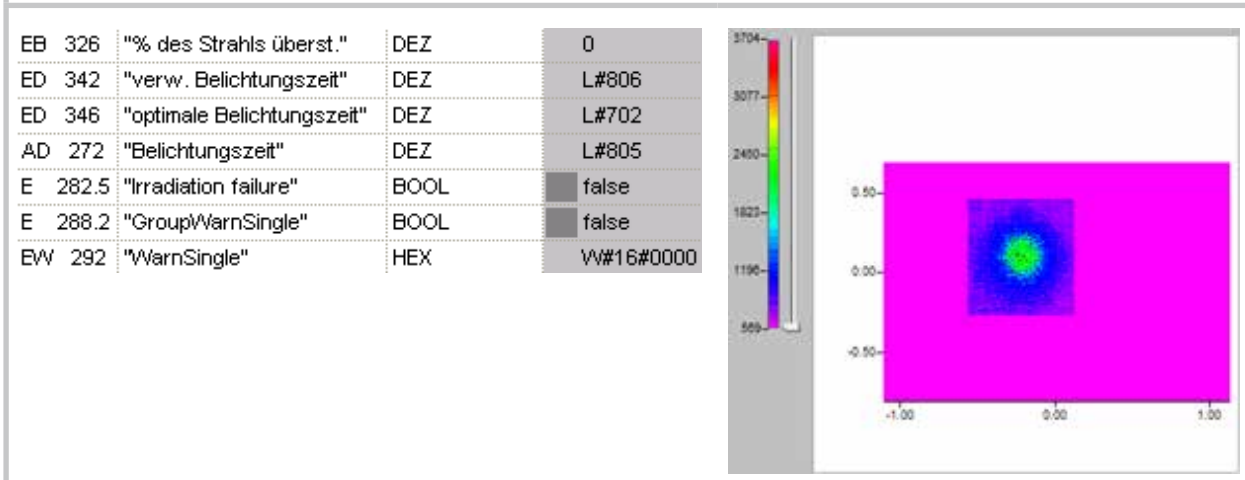 EB 326 "% des Strahls überst." DEZ 0
ED 342 "verw. Belichtungszeit" DEZ L#806
ED 346 "optimale Belichtungszeit" DEZ L#702
AD 272 "Belichtungszeit" DEZ L#805
E 282.5 "Irradiation failure" BOOL false
E 288.2 "GroupWarnSingle" BOOL false
EW 292 "WarnSingle" HEX W#16#0000
3704
3077
2450
1823
1196
569
0.50
0.00
-0.50
-1.00 0.00 1.00